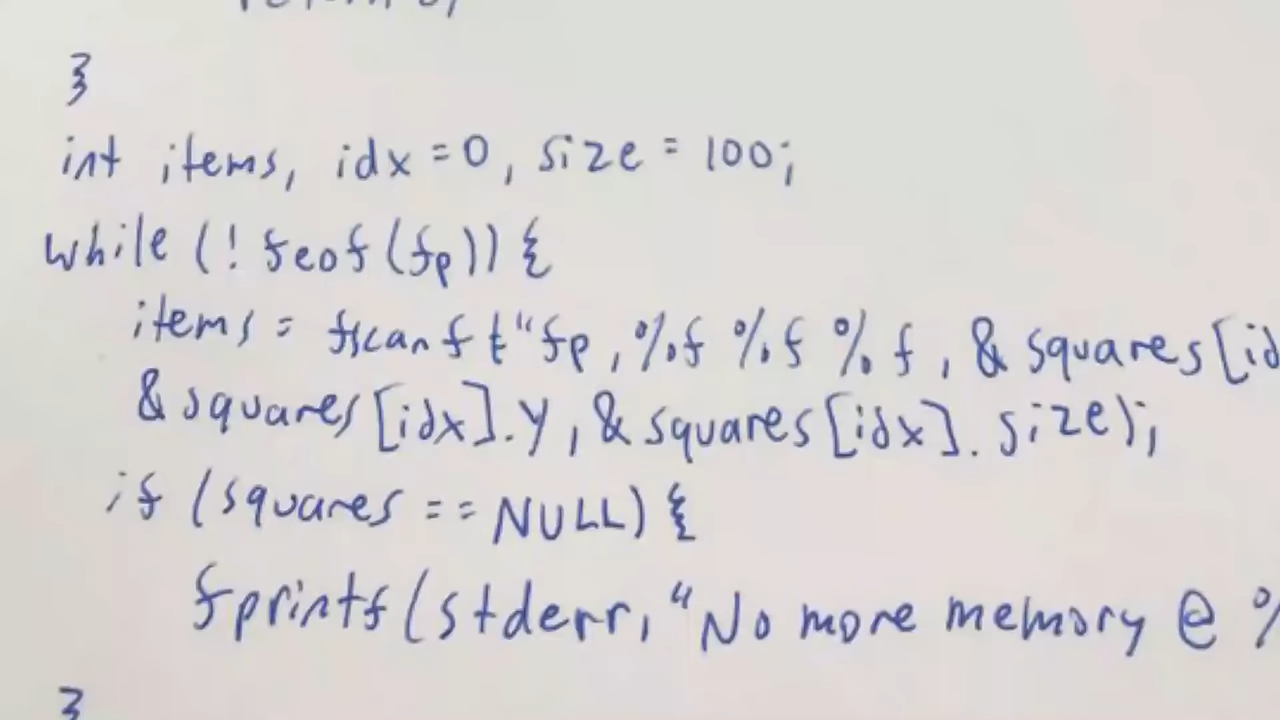 }
int items, idx = 0, size = 100;
while (! feof(fp)) {
items = fscanf ("fp, %f %f %f, & squares[id
& squares[idx].y, & squares[idx]. size);
if (squares == NULL) {
fprintf(stderr, "No more memory @ %
}